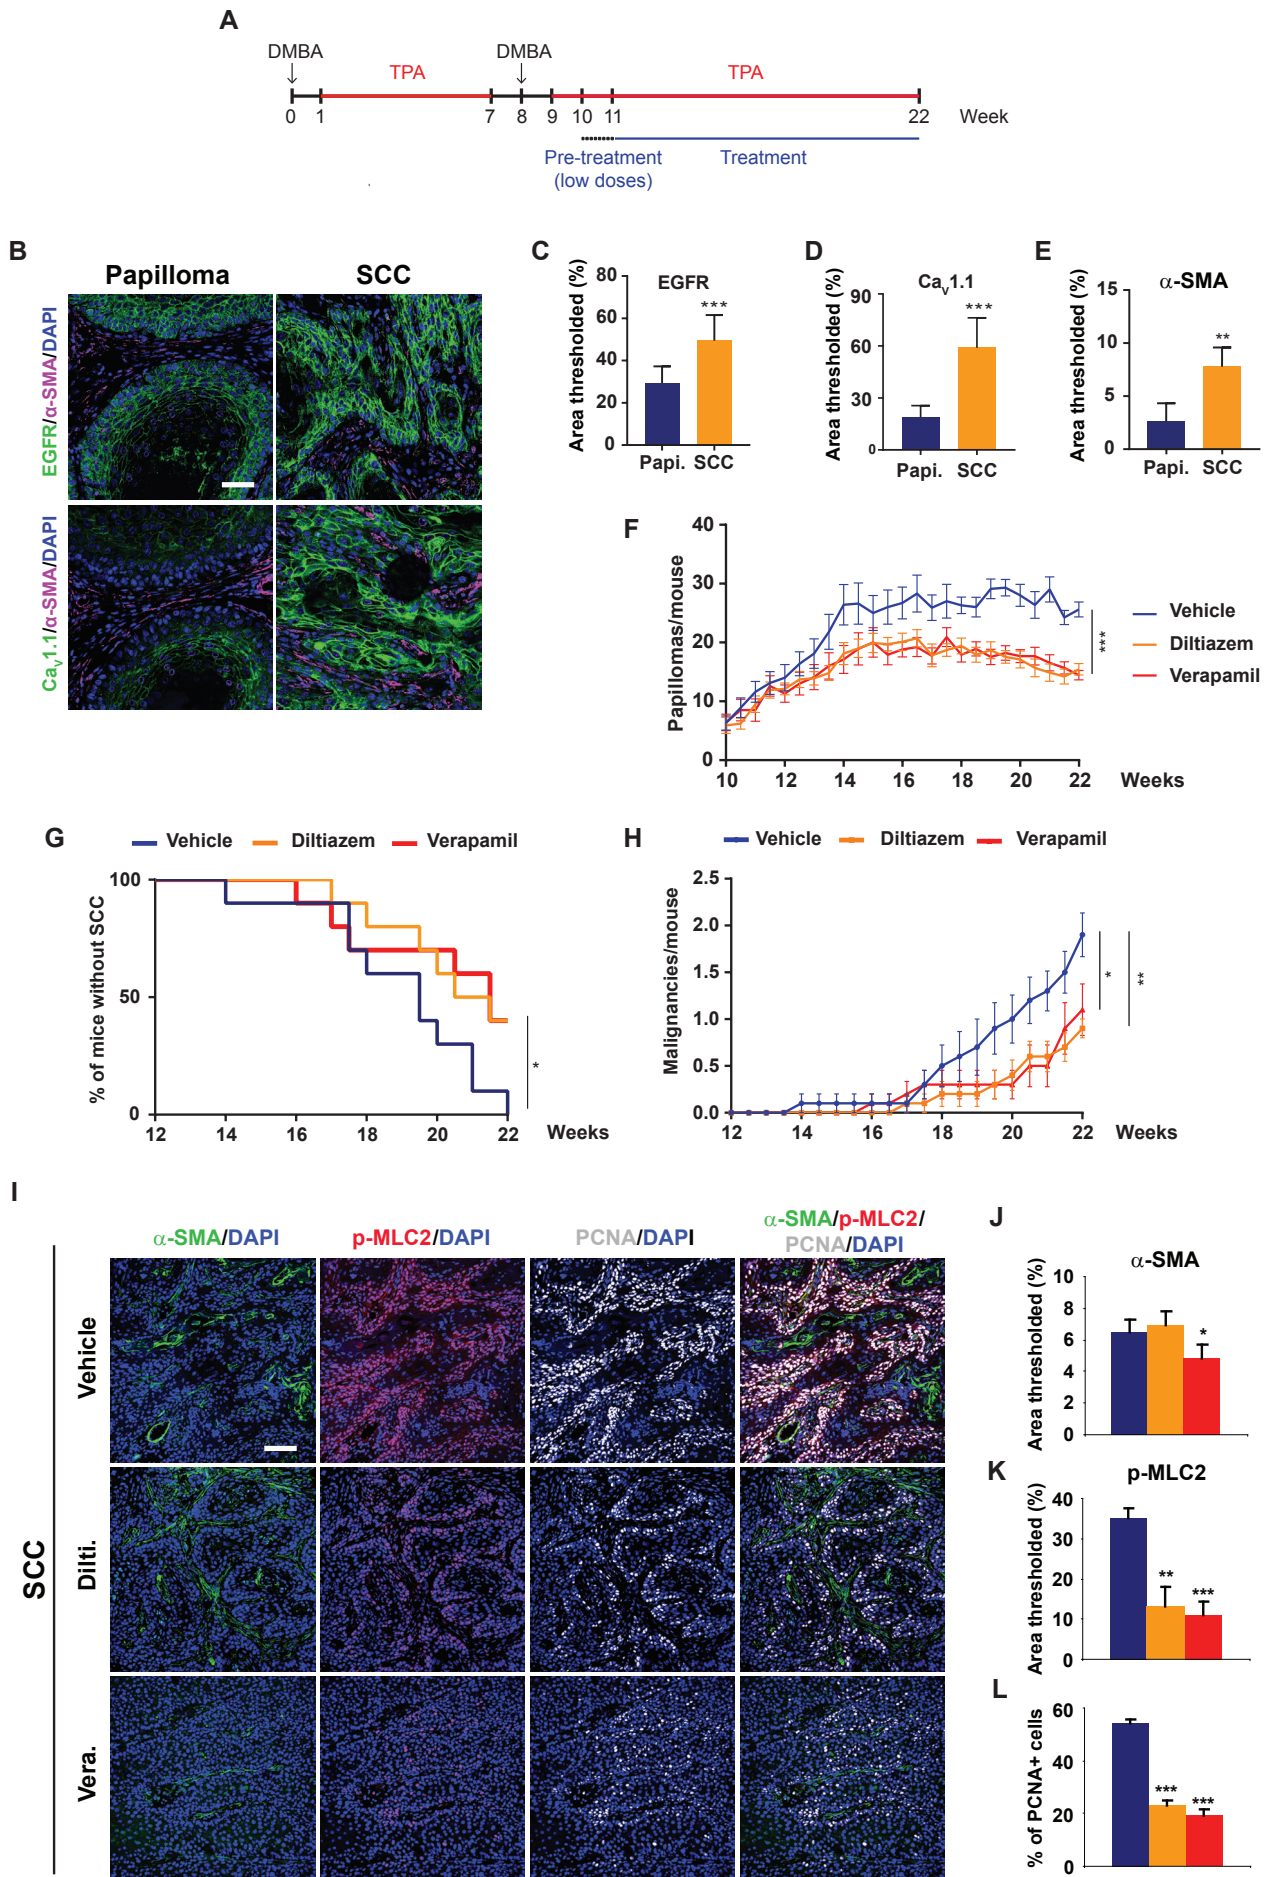 A
DMBA
DMBA
TPA
TPA
0 1 7 8 9 10 11 22 Week
Pre-treatment
(low doses)
Treatment
B
Papilloma
SCC
EGFR/α-SMA/DAPI
Cav1.1/α-SMA/DAPI
C
EGFR
Area thresholded (%)
80
60
40
20
0
***
Papi. SCC
D
Cav1.1
Area thresholded (%)
90
60
30
0
***
Papi. SCC
E
α-SMA
Area thresholded (%)
15
10
5
0
**
Papi. SCC
F
Papillomas/mouse
40
30
20
10
0
10 12 14 16 18 20 22 Weeks
***
Vehicle
Diltiazem
Verapamil
G
Vehicle Diltiazem Verapamil
% of mice without SCC
100
50
0
12 14 16 18 20 22 Weeks
*
H
Vehicle Diltiazem Verapamil
Malignancies/mouse
2.5
2.0
1.5
1.0
0.5
0.0
12 14 16 18 20 22 Weeks
*
**
I
α-SMA/DAPI
p-MLC2/DAPI
PCNA/DAPI
α-SMA/p-MLC2/
PCNA/DAPI
SCC
Vehicle
Dilti.
Vera.
J
α-SMA
Area thresholded (%)
10
8
6
4
2
0
*
K
p-MLC2
Area thresholded (%)
40
30
20
10
0
**
***
L
% of PCNA+ cells
60
40
20
0
***
***